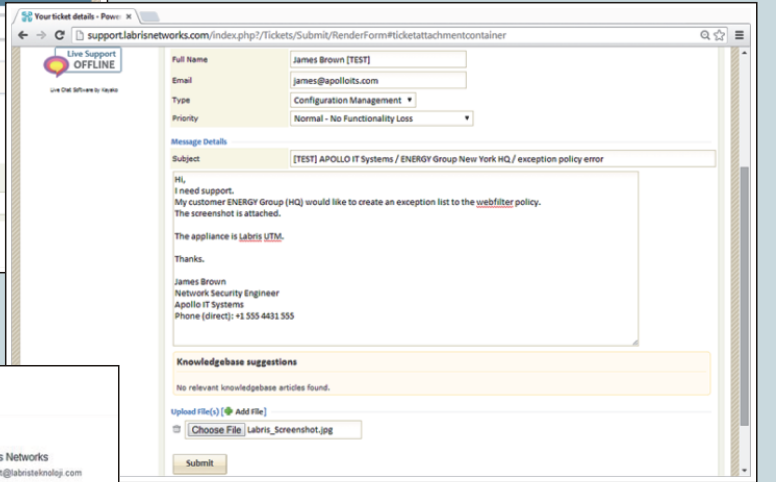 Your ticket details - Powe
support.labrisnetworks.com/index.php?/Tickets/Submit/RenderForm#ticketattachmentcontainer
Live Support
OFFLINE
Live Chat Software by Kayako
Full Name James Brown [TEST]
Email james@apolloits.com
Type Configuration Management
Priority Normal - No Functionality Loss
Message Details
Subject [TEST] APOLLO IT Systems / ENERGY Group New York HQ / exception policy error
Hi,
I need support.
My customer ENERGY Group (HQ) would like to create an exception list to the webfilter policy.
The screenshot is attached.
The appliance is Labris UTM.
Thanks.
James Brown
Network Security Engineer
Apollo IT Systems
Phone (direct): +1 555 4431 555
Knowledgebase suggestions
No relevant knowledgebase articles found.
Upload File(s) [ Add File]
Choose File Labris_Screenshot.jpg
Submit
s Networks
t@labristeknoloji.com